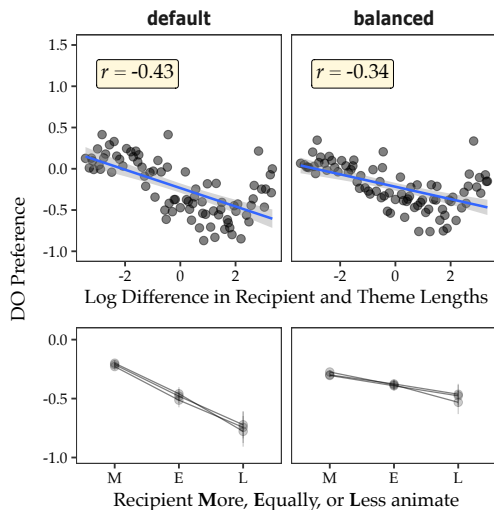 default balanced
1.5
r = -0.43 r = -0.34
1.0
0.5
0.0
-0.5
-1.0
-2 0 2 -2 0 2
Log Difference in Recipient and Theme Lengths
DO Preference
0.0
-0.5
-1.0
M E L M E L
Recipient More, Equally, or Less animate